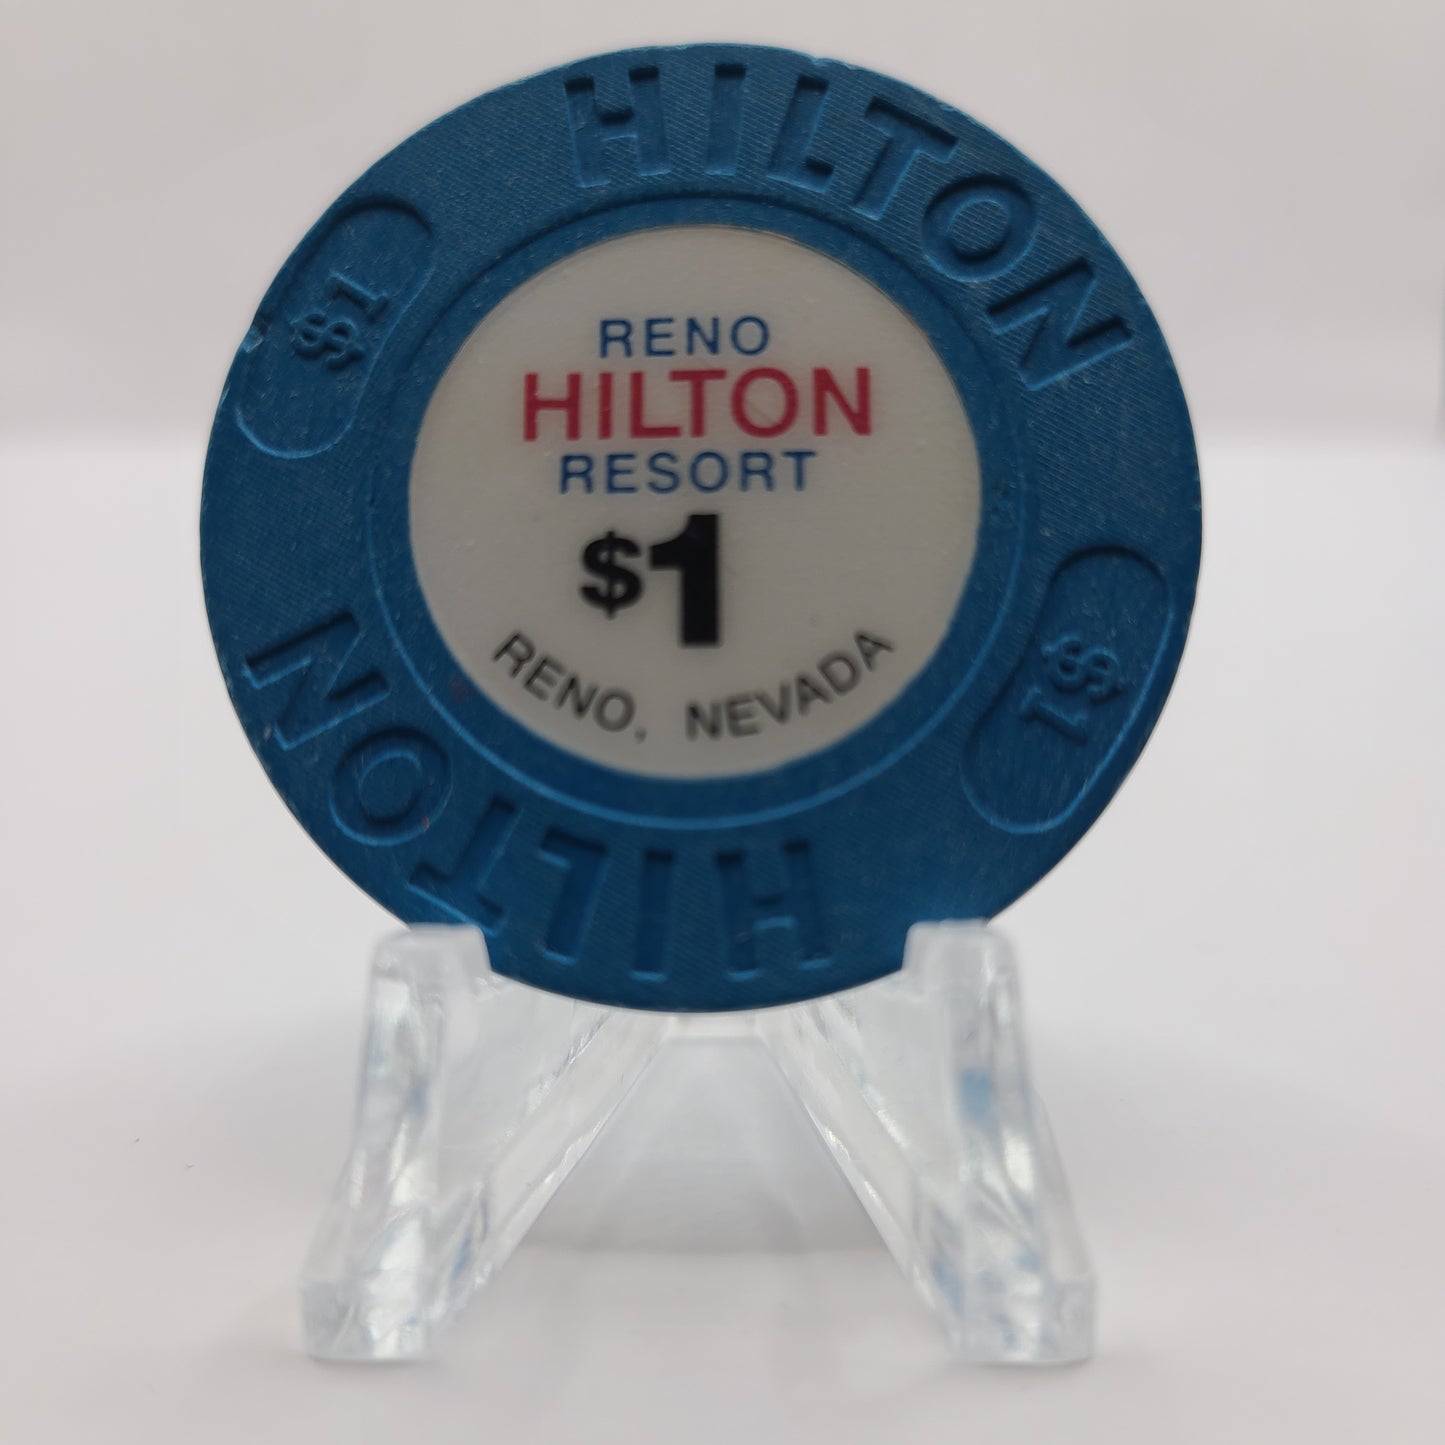 HILTON
$1
RENO
HILTON
RESORT
$1
RENO, NEVADA
$1
HILTON